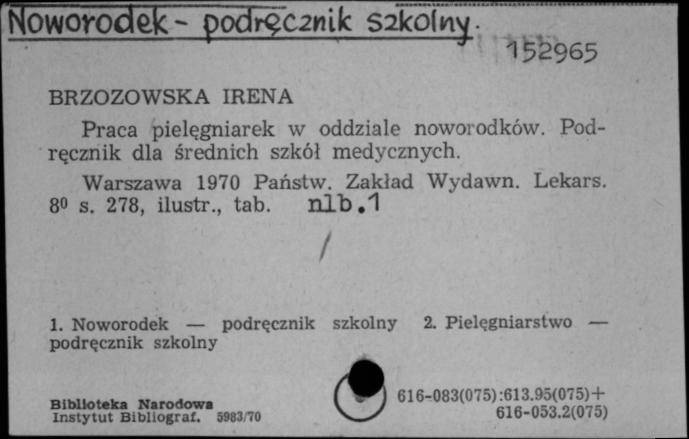 Noworodek - podręcznik szkolny.
152965
BRZOZOWSKA IRENA
Praca pielęgniarek w oddziale noworodków. Pod-
ręcznik dla średnich szkół medycznych.
Warszawa 1970 Państw. Zakład Wydawn. Lekars.
8⁰ s. 278, ilustr., tab. nlb.1
/
1. Noworodek — podręcznik szkolny 2. Pielęgniarstwo —
podręcznik szkolny
Biblioteka Narodowa
Instytut Bibliograf. 5983/70
616-083(075):613.95(075)+
616-053.2(075)